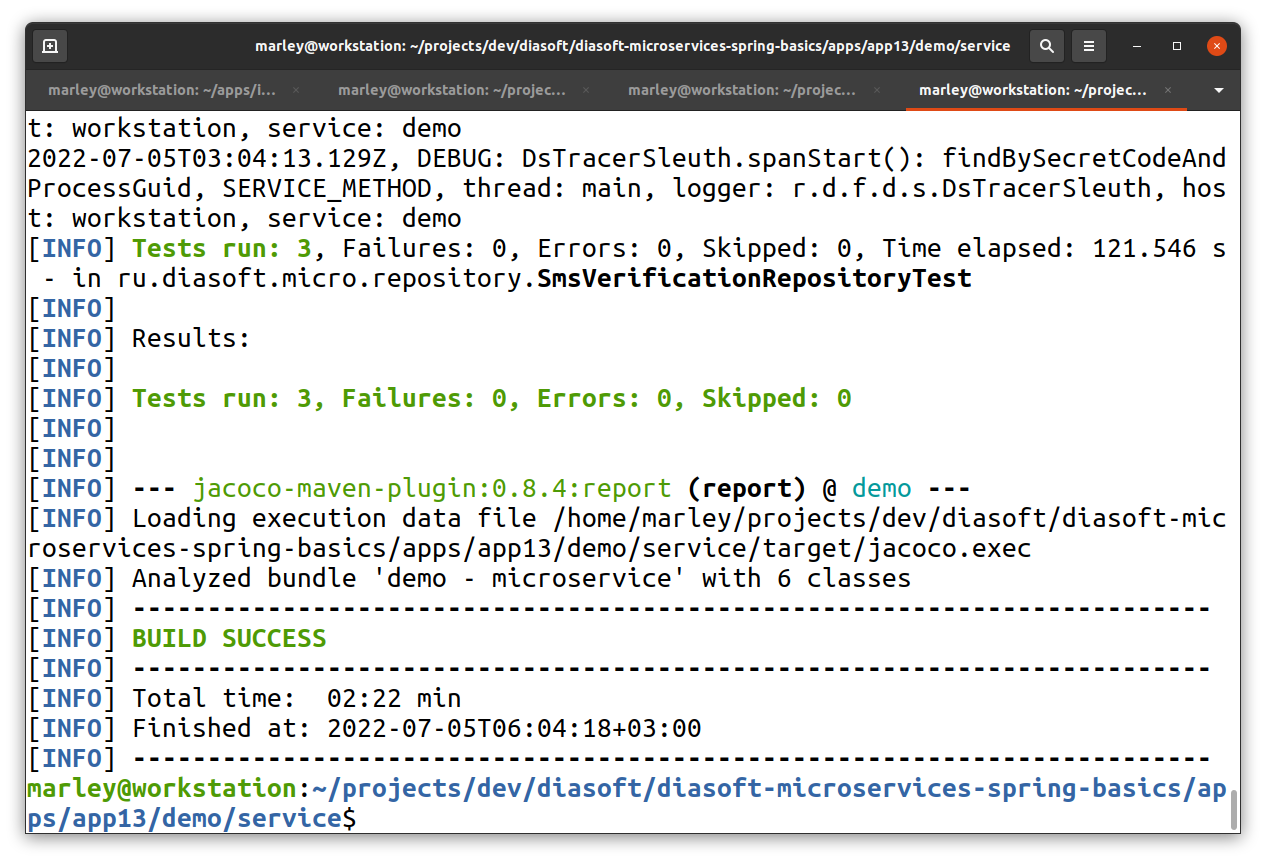 marley@workstation: ~/projects/dev/diasoft/diasoft-microservices-spring-basics/apps/app13/demo/service
marley@workstation: ~/apps/i... × marley@workstation: ~/projec... × marley@workstation: ~/projec... × marley@workstation: ~/projec... ×
t: workstation, service: demo
2022-07-05T03:04:13.129Z, DEBUG: DsTracerSleuth.spanStart(): findBySecretCodeAnd
ProcessGuid, SERVICE_METHOD, thread: main, logger: r.d.f.d.s.DsTracerSleuth, hos
t: workstation, service: demo
[INFO] Tests run: 3, Failures: 0, Errors: 0, Skipped: 0, Time elapsed: 121.546 s
 - in ru.diasoft.micro.repository.SmsVerificationRepositoryTest
[INFO]
[INFO] Results:
[INFO]
[INFO] Tests run: 3, Failures: 0, Errors: 0, Skipped: 0
[INFO]
[INFO]
[INFO] --- jacoco-maven-plugin:0.8.4:report (report) @ demo ---
[INFO] Loading execution data file /home/marley/projects/dev/diasoft/diasoft-mic
roservices-spring-basics/apps/app13/demo/service/target/jacoco.exec
[INFO] Analyzed bundle 'demo - microservice' with 6 classes
[INFO] ------------------------------------------------------------------------
[INFO] BUILD SUCCESS
[INFO] ------------------------------------------------------------------------
[INFO] Total time:  02:22 min
[INFO] Finished at: 2022-07-05T06:04:18+03:00
[INFO] ------------------------------------------------------------------------
marley@workstation:~/projects/dev/diasoft/diasoft-microservices-spring-basics/ap
ps/app13/demo/service$